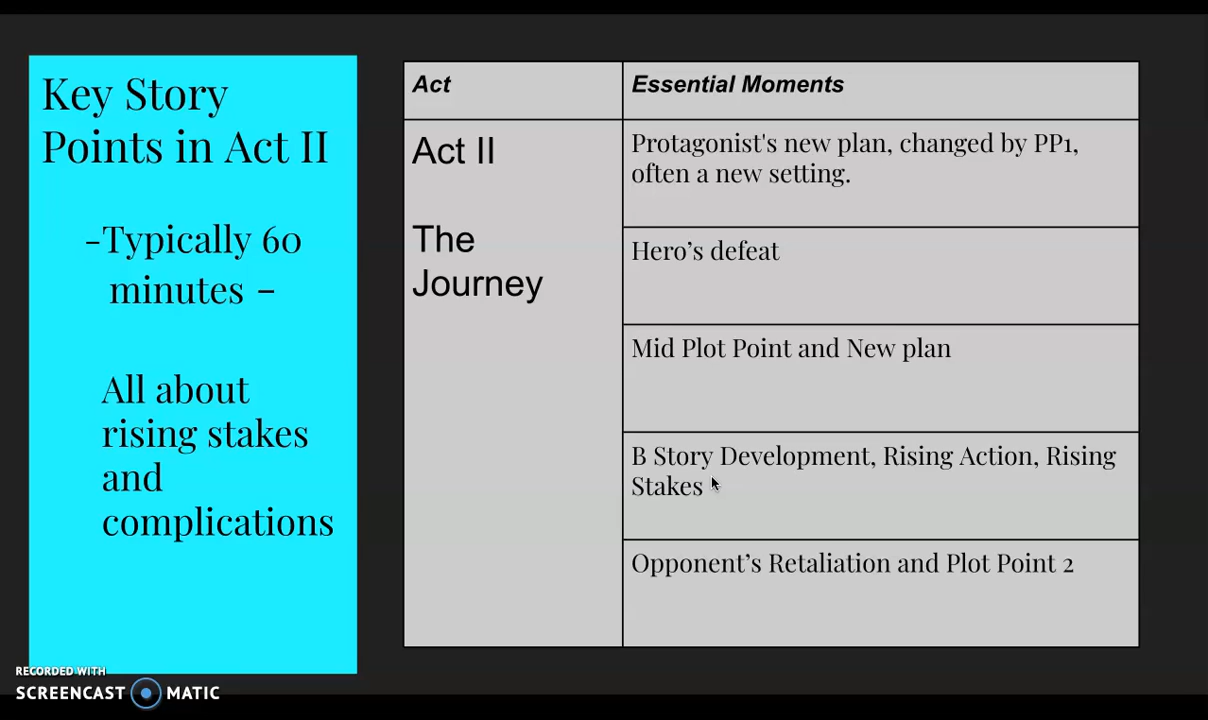 Key Story
Points in Act II
-Typically 60
minutes –
All about
rising stakes
and
complications
Act
Essential Moments
Act II
The
Journey
Protagonist's new plan, changed by PP1,
often a new setting.
Hero’s defeat
Mid Plot Point and New plan
B Story Development, Rising Action, Rising
Stakes
Opponent’s Retaliation and Plot Point 2
RECORDED WITH
SCREENCAST MATIC